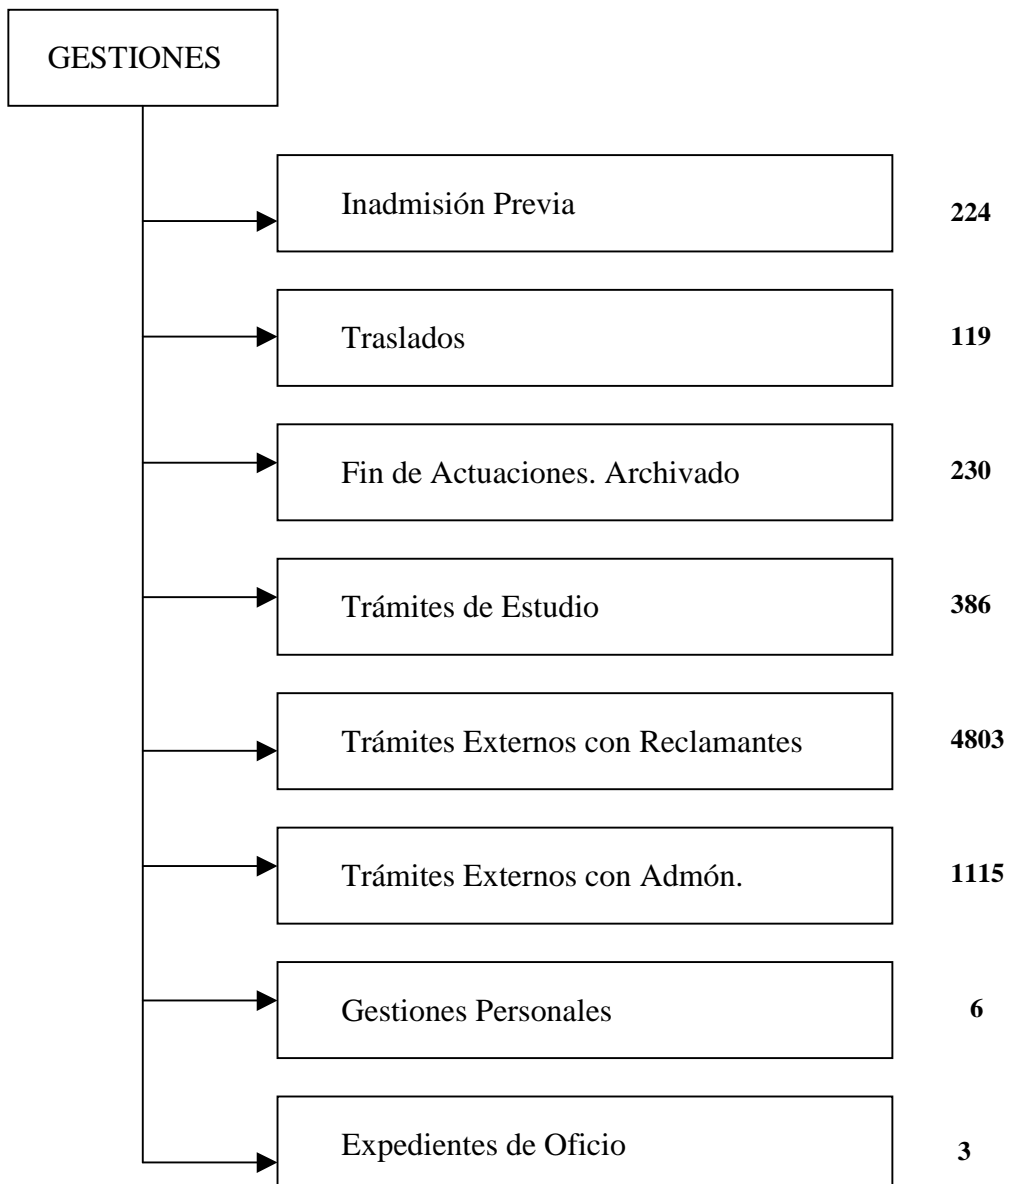 GESTIONES
Inadmisión Previa 224
Traslados 119
Fin de Actuaciones. Archivado 230
Trámites de Estudio 386
Trámites Externos con Reclamantes 4803
Trámites Externos con Admón. 1115
Gestiones Personales 6
Expedientes de Oficio 3